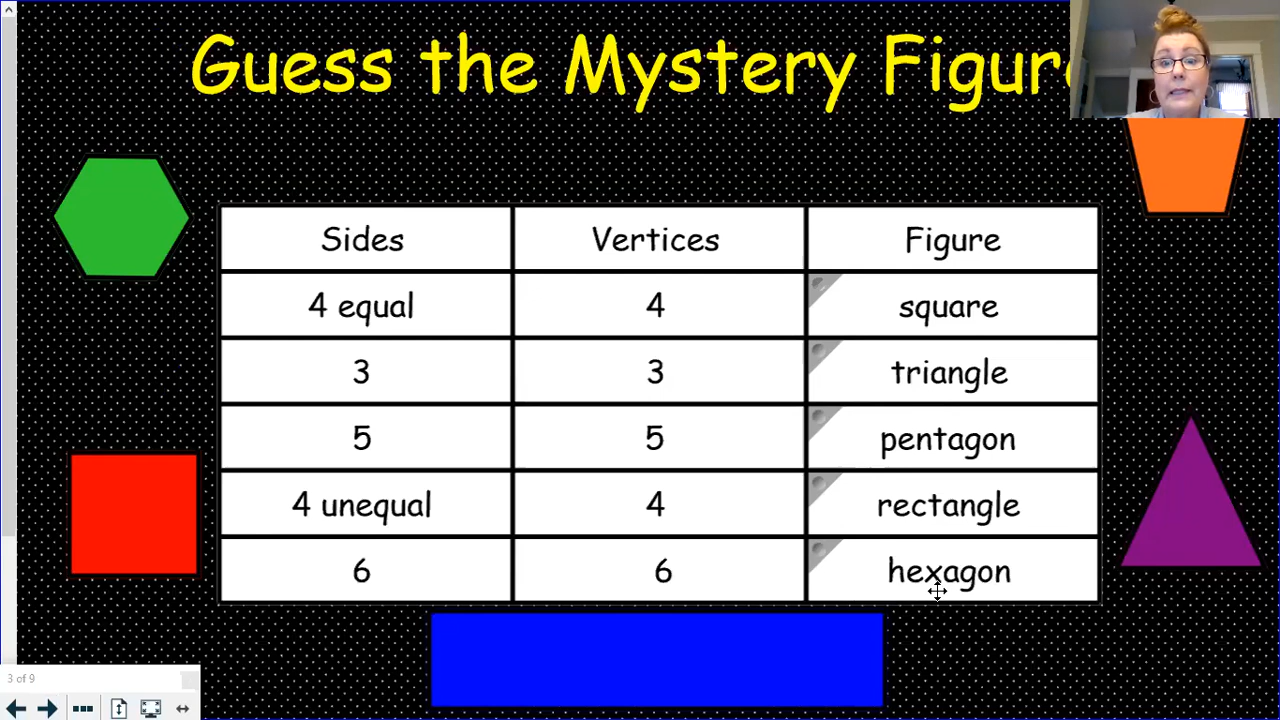 Guess the Mystery Figure
Sides Vertices Figure
4 equal 4 square
3 3 triangle
5 5 pentagon
4 unequal 4 rectangle
6 6 hexagon
3 of 9